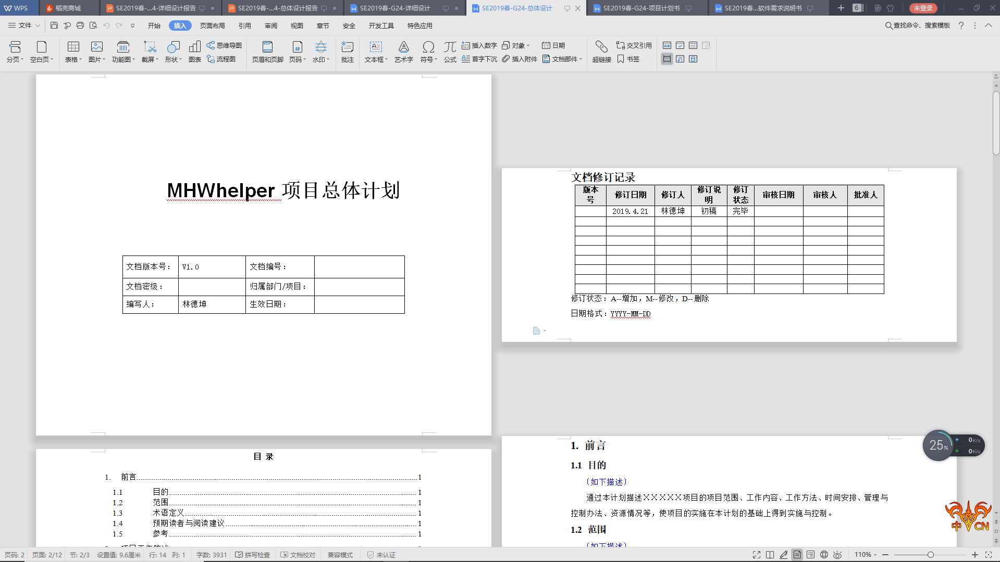 WPS 稻壳商城 SE2019春-...4-详细设计报告 SE2019春-...4-总体设计报告 SE2019春-G24-详细设计 SE2019春-G24-总体设计 SE2019春-G24-项目计划书 SE2019春...软件需求说明书 6 未登录
文件 开始 插入 页面布局 引用 审阅 视图 章节 安全 开发工具 特色应用 查找命令、搜索模板
思维导图 插入数字 对象 日期 交叉引用
分页 空白页 表格 图片 功能图 截屏 形状 图表 流程图 页眉和页脚 页码 水印 批注 文本框 艺术字 符号 公式 首字下沉 插入附件 文档部件 超链接 书签
MHWhelper 项目总体计划
文档版本号： V1.0 文档编号：
文档密级： 归属部门/项目：
编写人： 林德坤 生效日期：
文档修订记录
版本号 修订日期 修订人 修订说明 修订状态 审核日期 审核人 批准人
2019.4.21 林德坤 初稿 完毕
修订状态：A--增加，M--修改，D--删除
日期格式：YYYY-MM-DD
目 录
1. 前言 1
1.1 目的 1
1.2 范围 1
1.3 术语定义 1
1.4 预期读者与阅读建议 1
1.5 参考 1
1. 前言
1.1 目的
〔如下描述〕
通过本计划描述ＸＸＸＸＸ项目的项目范围、工作内容、工作方法、时间安排、管理与
控制办法、资源情况等，使项目的实施在本计划的基础上得到实施与控制。
1.2 范围
〔如下描述〕
25% 0K/s
0K/s
中 CN
页码: 2 页面: 2/12 节: 2/3 设置值: 9.6厘米 行: 14 列: 1 字数: 3931 拼写检查 文档校对 兼容模式 未认证 110%